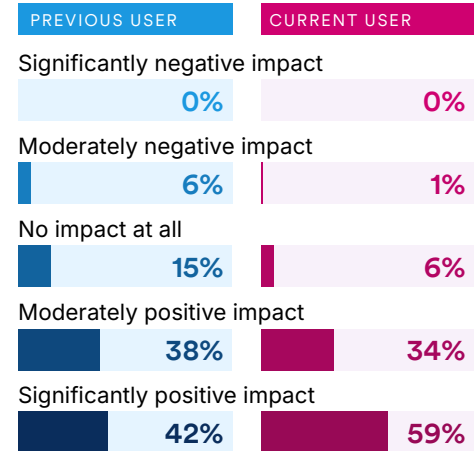 PREVIOUS USER CURRENT USER
Significantly negative impact
0% 0%
Moderately negative impact
6% 1%
No impact at all
15% 6%
Moderately positive impact
38% 34%
Significantly positive impact
42% 59%